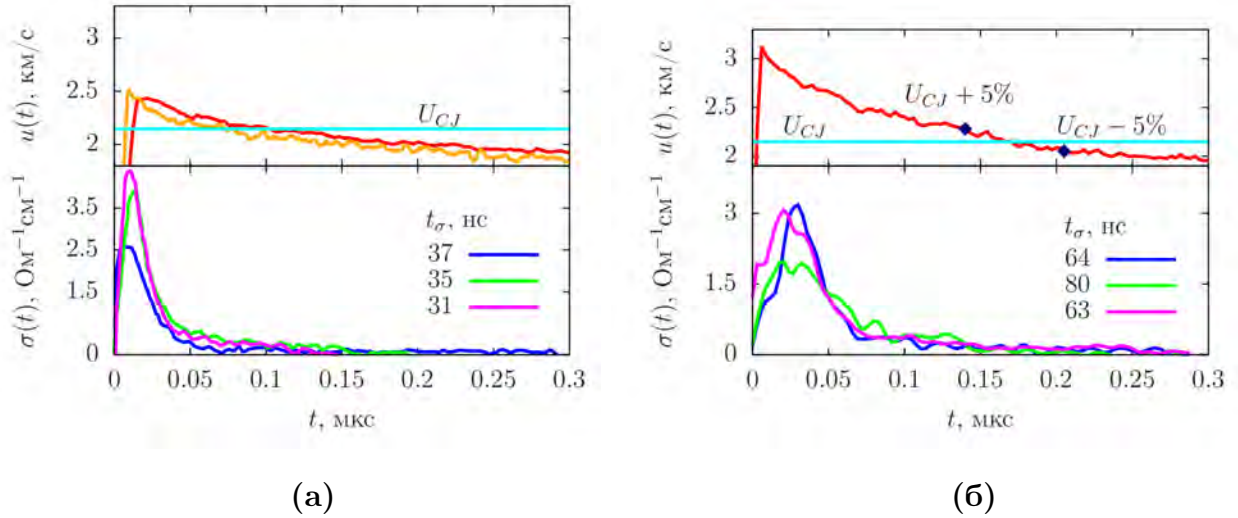 3
2.5
2
u(t), км/с
U_CJ
3.5
2.5
1.5
0
σ(t), Ом⁻¹см⁻¹
t_σ, нс
37
35
31
0 0.05 0.1 0.15 0.2 0.25 0.3
t, мкс
(а)
3
2.5
2
u(t), км/с
U_CJ + 5%
U_CJ
U_CJ − 5%
3
1.5
0
σ(t), Ом⁻¹см⁻¹
t_σ, нс
64
80
63
0 0.05 0.1 0.15 0.2 0.25 0.3
t, мкс
(б)